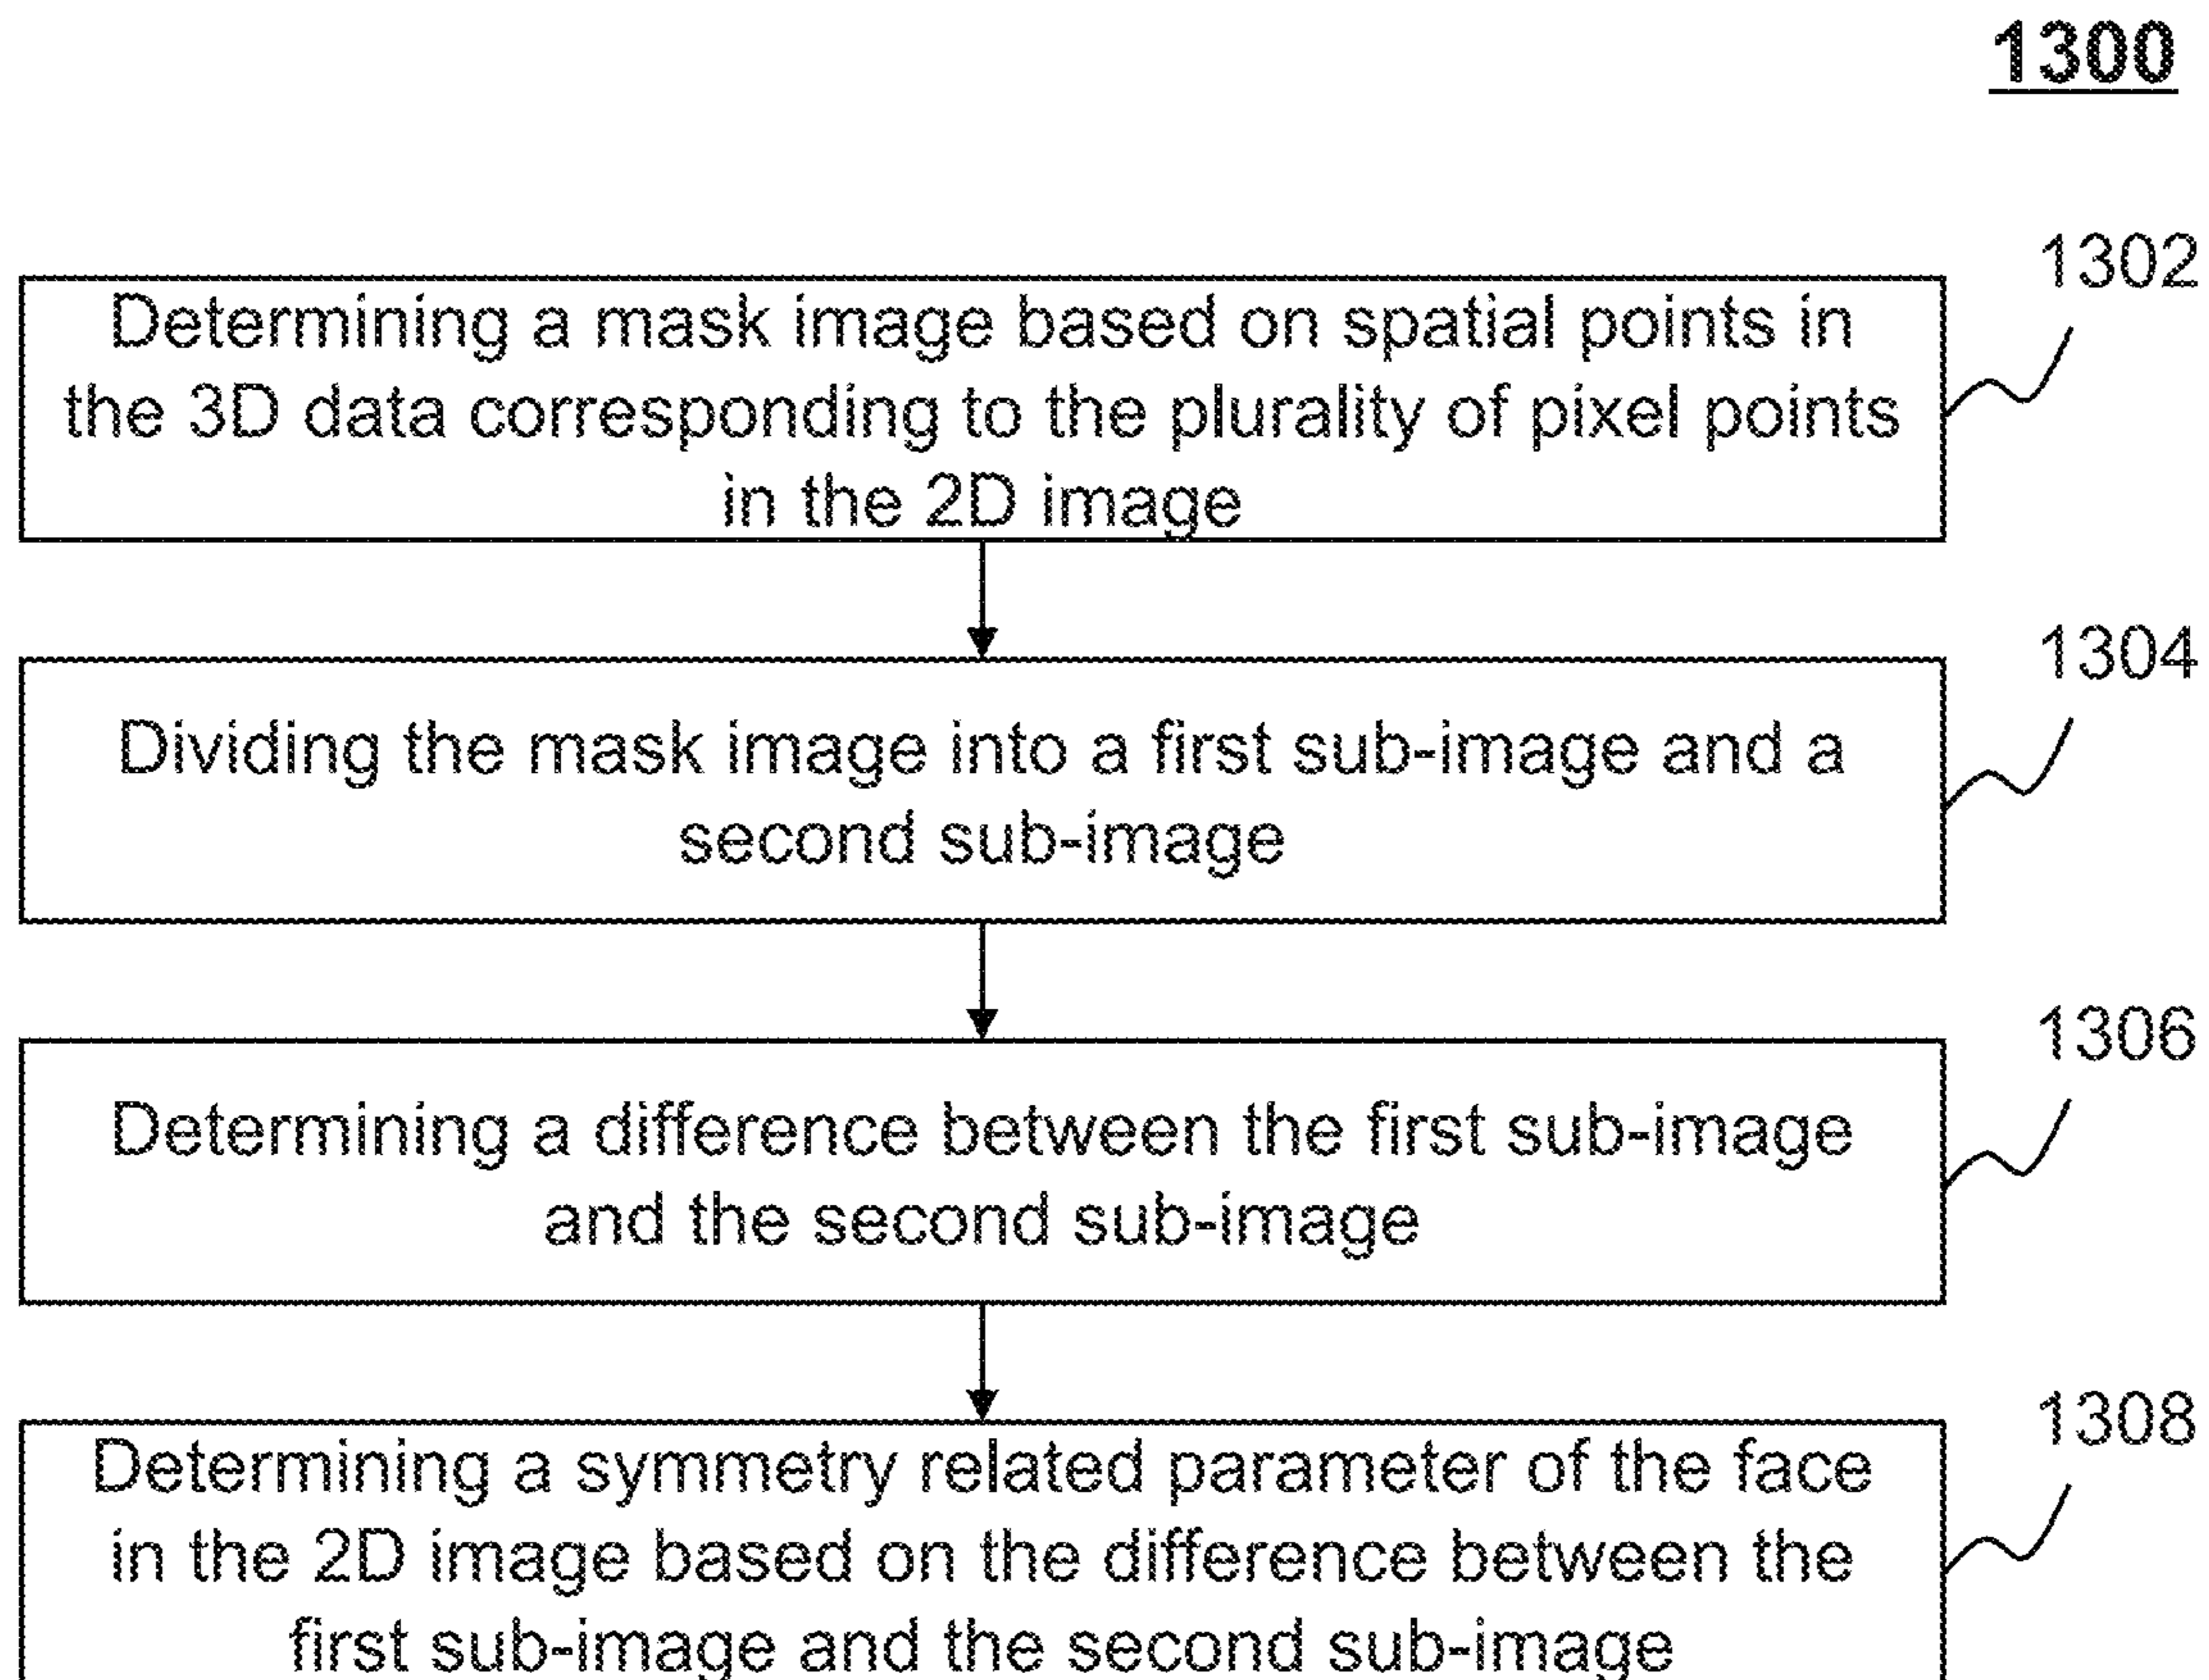 1300
1302
Determining a mask image based on spatial points in
the 3D data corresponding to the plurality of pixel points
in the 2D image
1304
Dividing the mask image into a first sub-image and a
second sub-image
1306
Determining a difference between the first sub-image
and the second sub-image
1308
Determining a symmetry related parameter of the face
in the 2D image based on the difference between the
first sub-image and the second sub-image